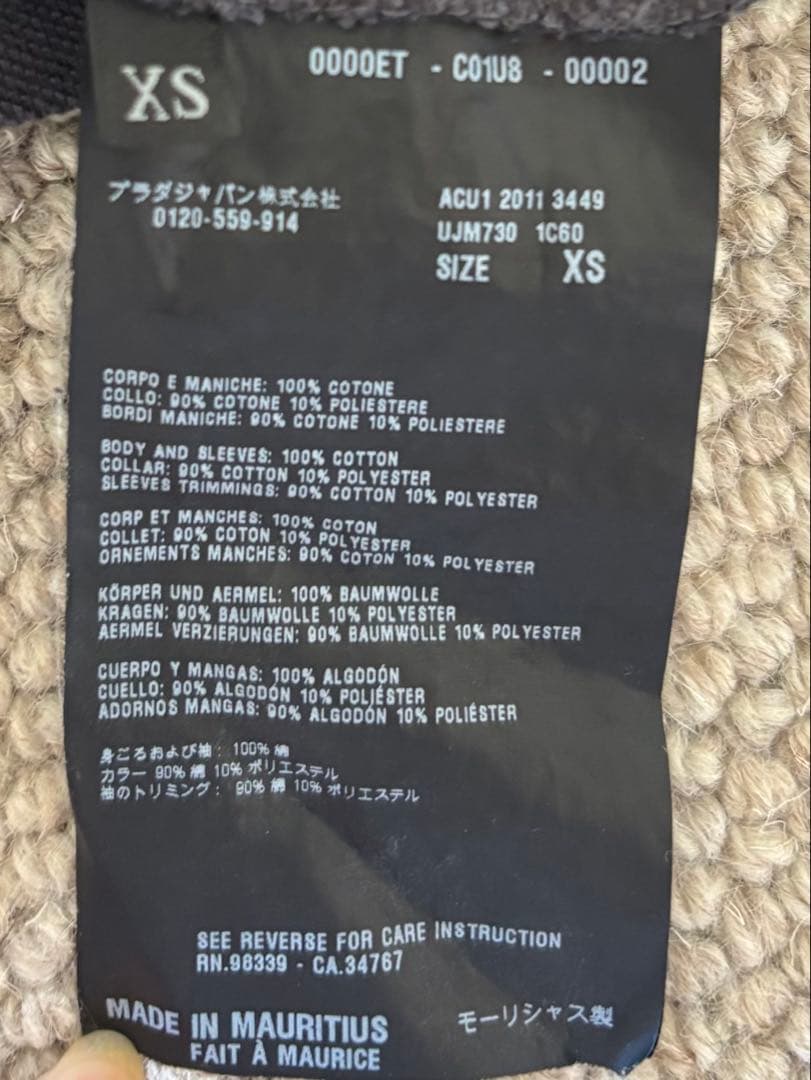 XS
0000ET - C01U8 - 00002
プラダジャパン株式会社
0120-559-914
ACU1 2011 3449
UJM730 1C60
SIZE XS
CORPO E MANICHE: 100% COTONE
COLLO: 90% COTONE 10% POLIESTERE
BORDI MANICHE: 90% COTONE 10% POLIESTERE
BODY AND SLEEVES: 100% COTTON
COLLAR: 90% COTTON 10% POLYESTER
SLEEVES TRIMMINGS: 90% COTTON 10% POLYESTER
CORP ET MANCHES: 100% COTON
COLLET: 90% COTON 10% POLYESTER
ORNEMENTS MANCHES: 90% COTON 10% POLYESTER
KÖRPER UND AERMEL: 100% BAUMWOLLE
KRAGEN: 90% BAUMWOLLE 10% POLYESTER
AERMEL VERZIERUNGEN: 90% BAUMWOLLE 10% POLYESTER
CUERPO Y MANGAS: 100% ALGODÓN
CUELLO: 90% ALGODÓN 10% POLIÉSTER
ADORNOS MANGAS: 90% ALGODÓN 10% POLIÉSTER
身ごろおよび袖: 100% 綿
カラー 90% 綿 10% ポリエステル
袖のトリミング: 90% 綿 10% ポリエステル
SEE REVERSE FOR CARE INSTRUCTION
RN.98339 - CA.34767
MADE IN MAURITIUS
FAIT À MAURICE
モーリシャス製